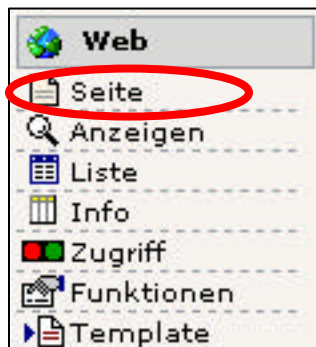 Web
Seite
Anzeigen
Liste
Info
Zugriff
Funktionen
Template